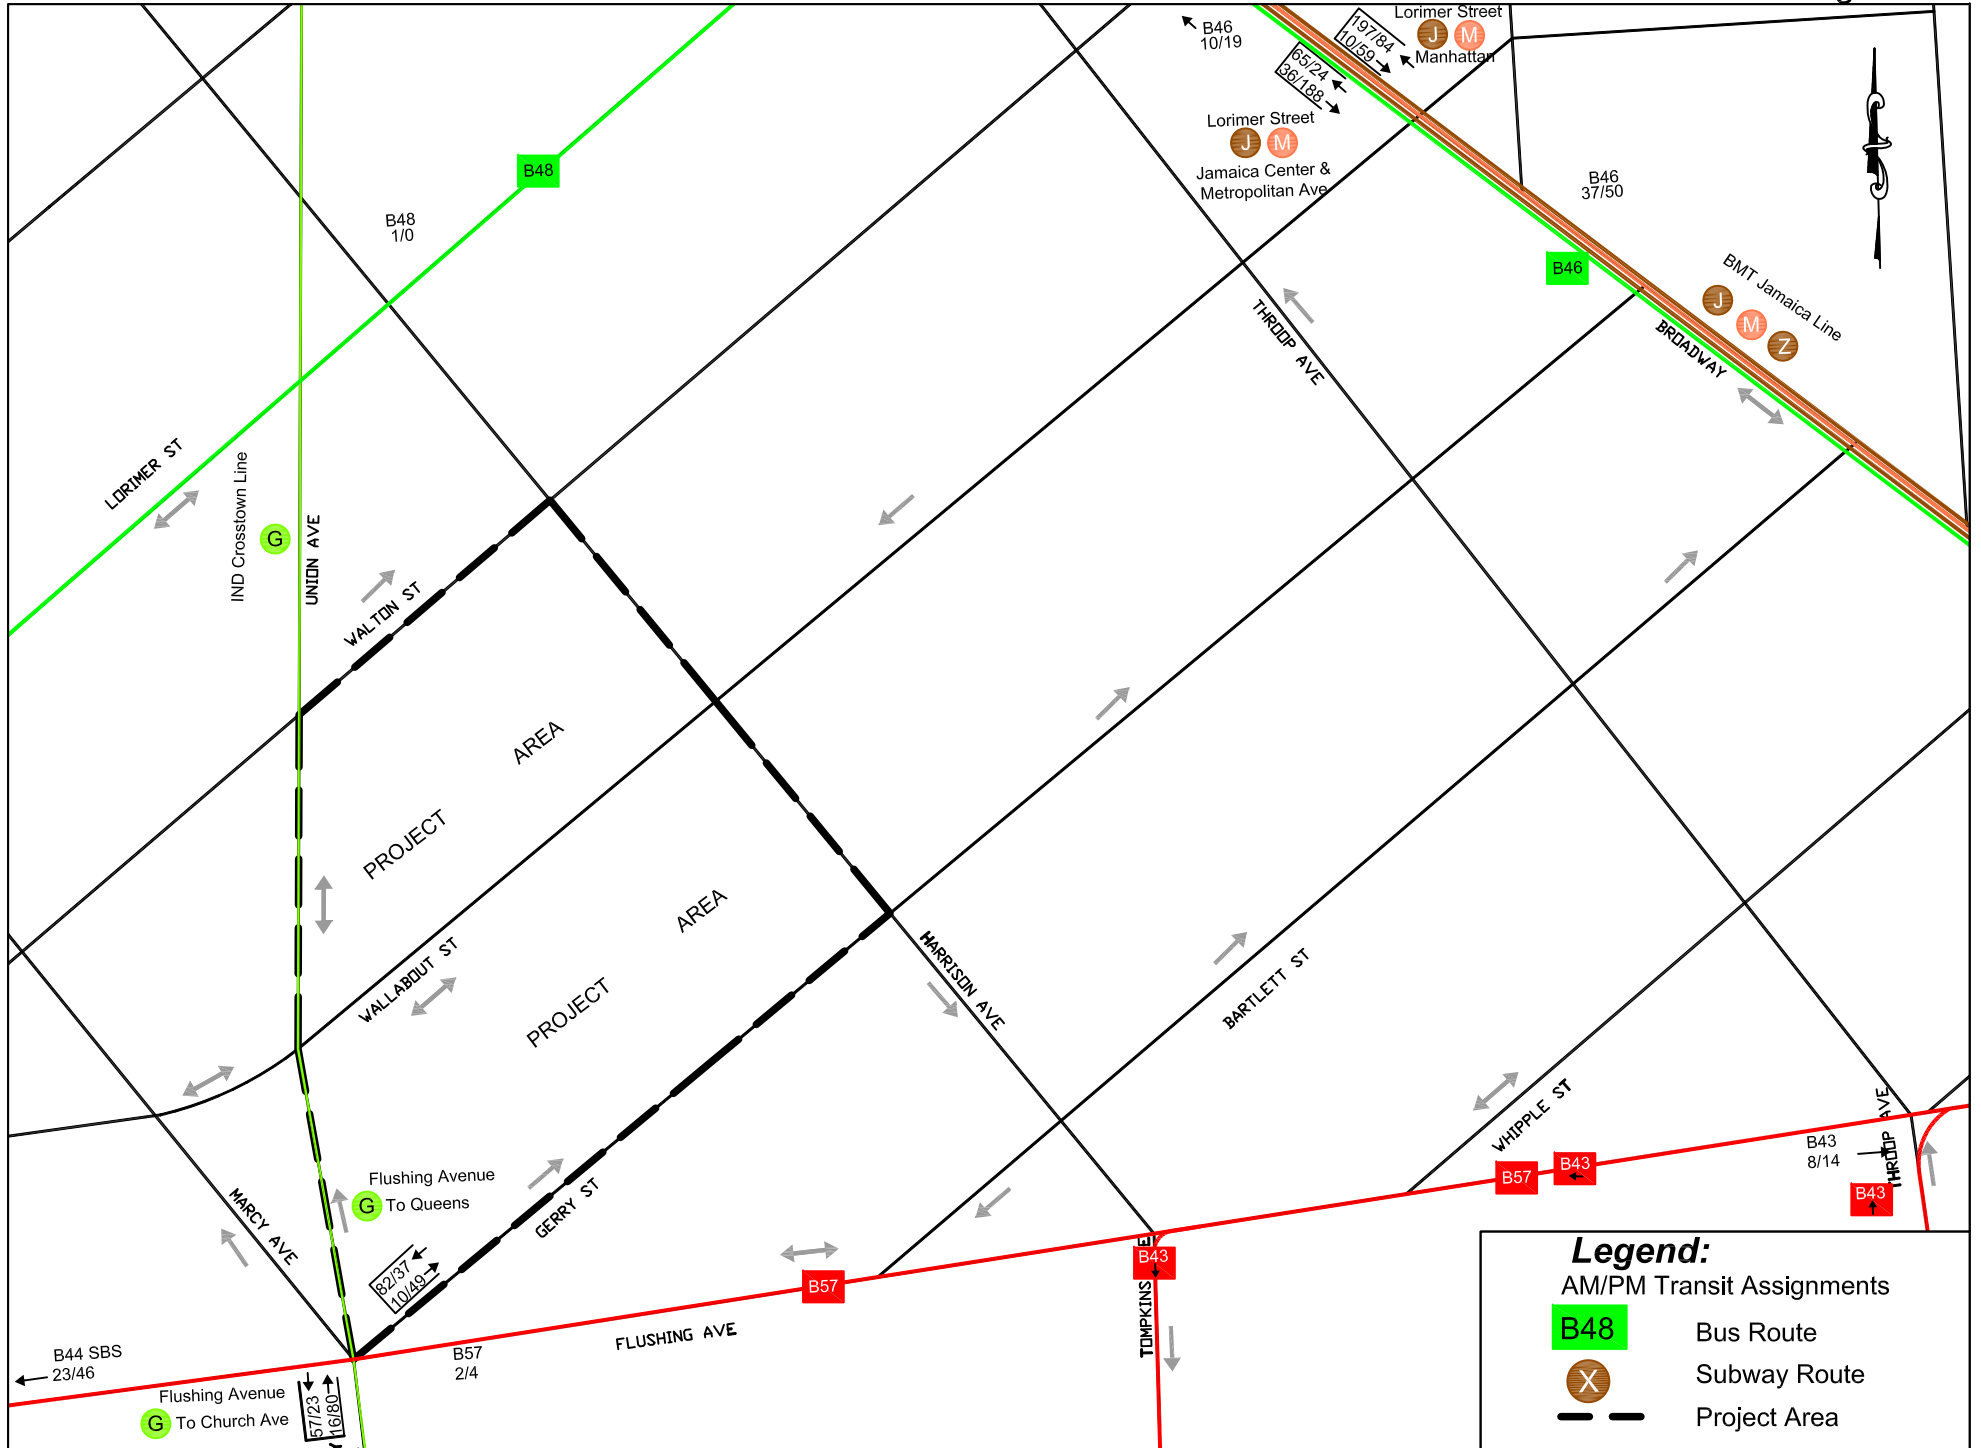 B46
10/19
197/84
10/59
Lorimer Street
J M
Manhattan
65/24
36/188
Lorimer Street
J M
Jamaica Center &
Metropolitan Ave
B48
B48
1/0
B46
37/50
B46
BMT Jamaica Line
J M Z
BROADWAY
THROOP AVE
LORIMER ST
IND Crosstown Line
G
UNION AVE
WALTON ST
PROJECT AREA
PROJECT AREA
WALLABOUT ST
HARRISON AVE
BARTLETT ST
WHIPPLE ST
THROOP AVE
B43
8/14
B43
B57
B43
Flushing Avenue
G To Queens
MARCY AVE
GERRY ST
82/37
10/49
B57
B43
TOMPKINS
FLUSHING AVE
B44 SBS
23/46
B57
2/4
Flushing Avenue
G To Church Ave
57/23
16/80
Legend:
AM/PM Transit Assignments
B48 Bus Route
X Subway Route
Project Area